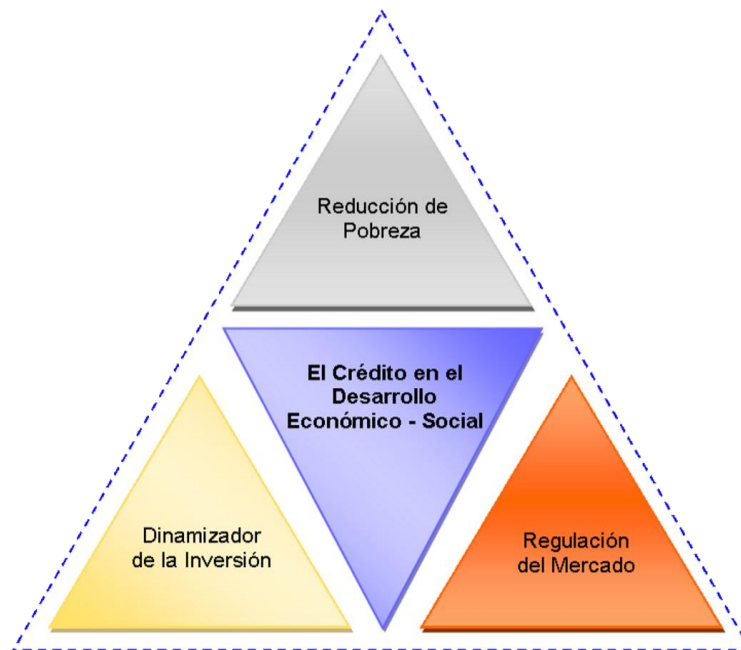 Reducción de
Pobreza
El Crédito en el
Desarrollo
Económico - Social
Dinamizador
de la Inversión
Regulación
del Mercado